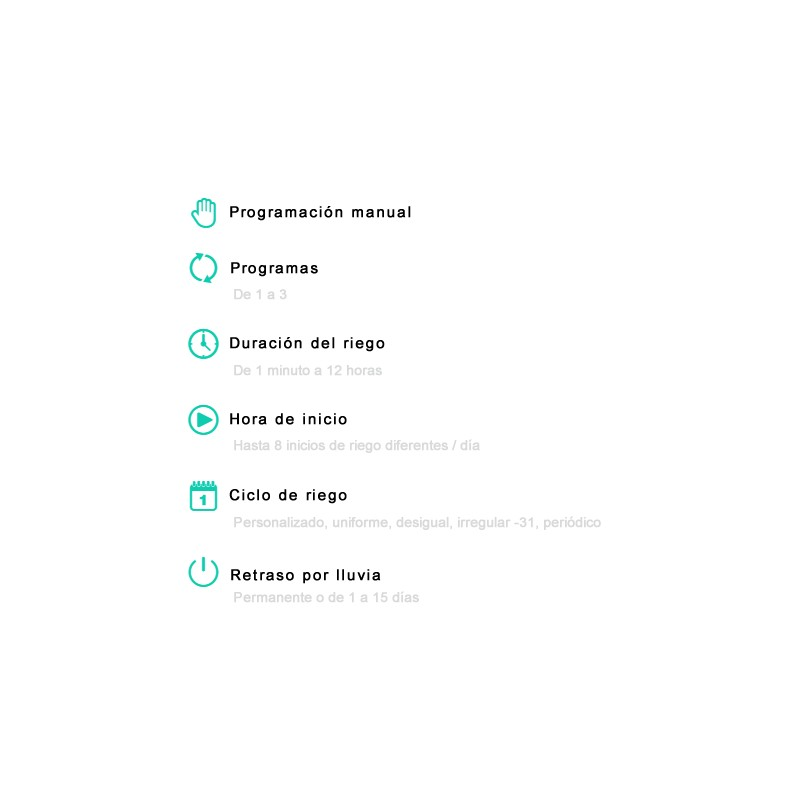 Programación manual
Programas
De 1 a 3
Duración del riego
De 1 minuto a 12 horas
Hora de inicio
Hasta 8 inicios de riego diferentes / día
1
Ciclo de riego
Personalizado, uniforme, desigual, irregular -31, periódico
Retraso por lluvia
Permanente o de 1 a 15 días